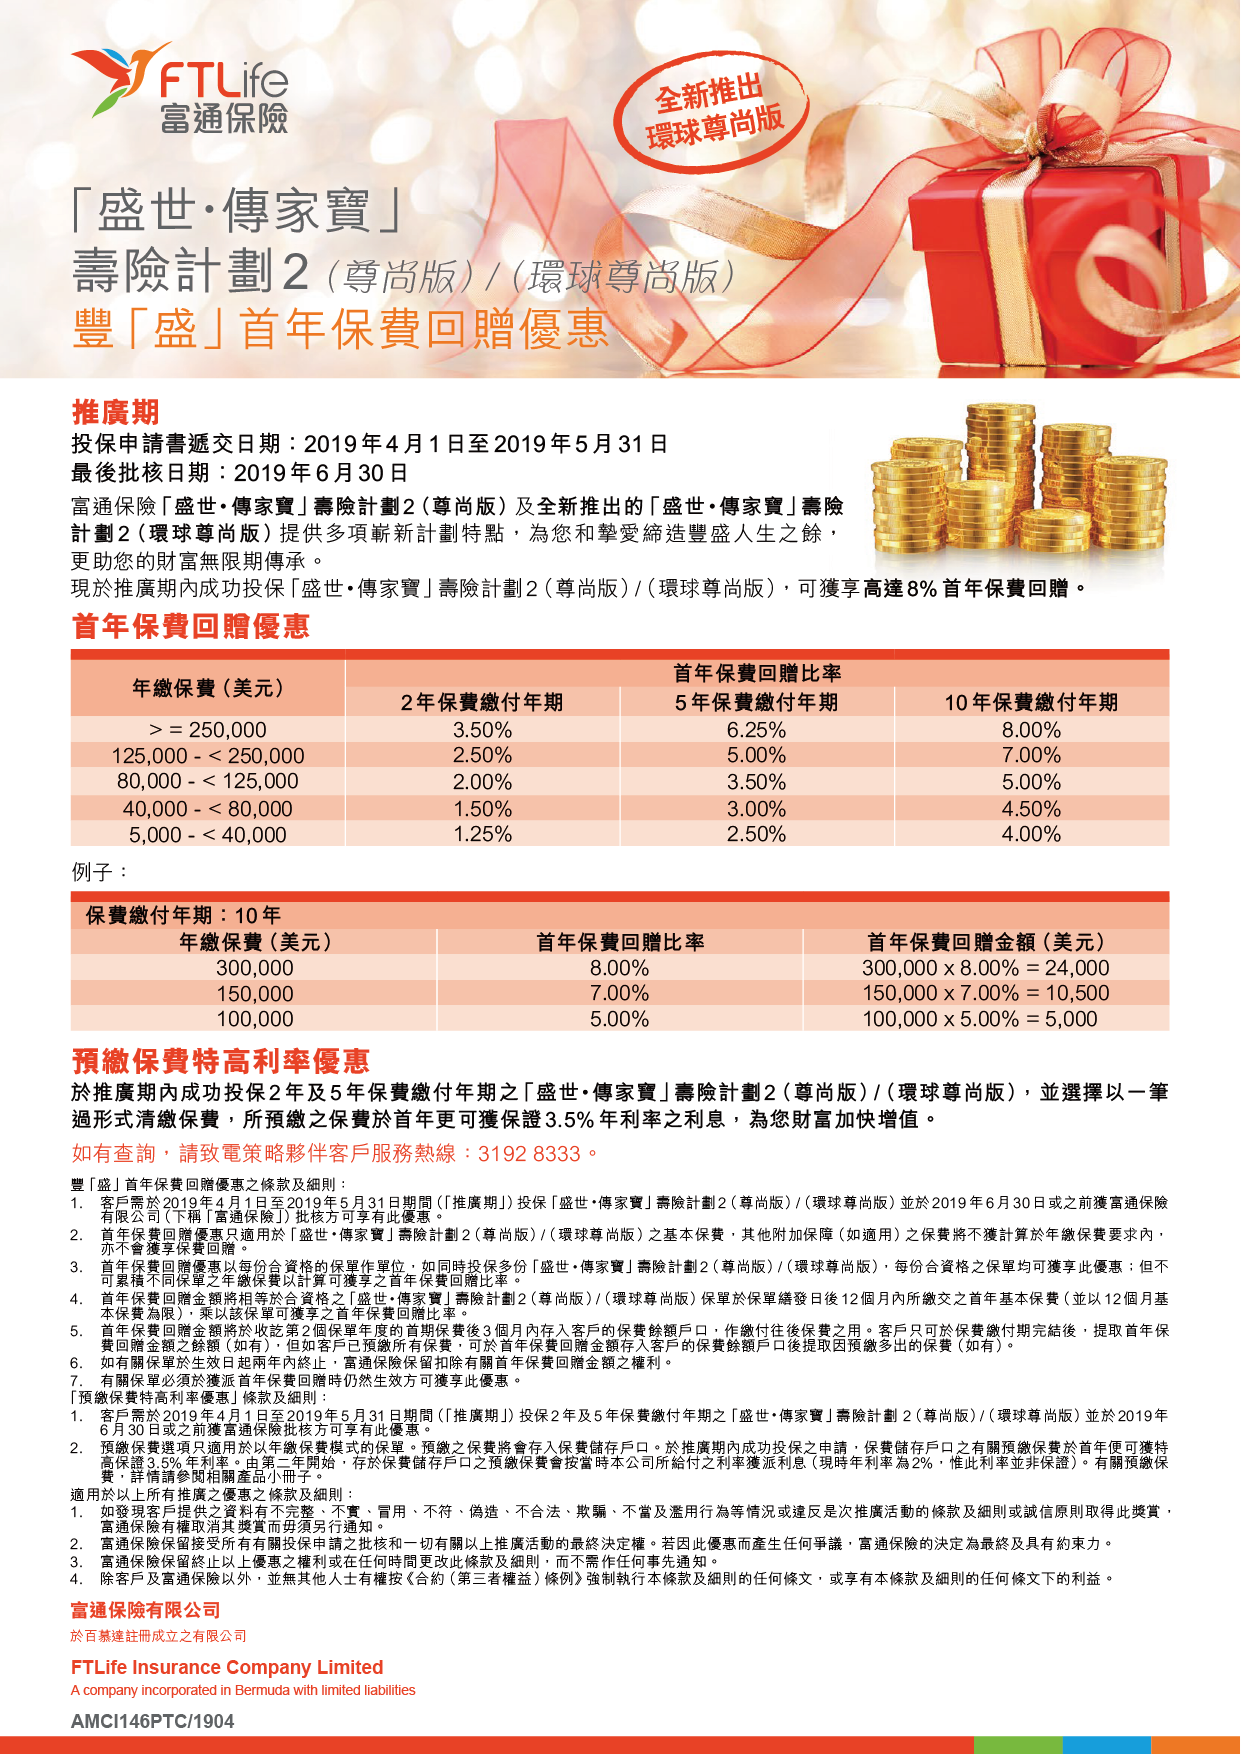 FTLife
富通保險
全新推出
環球尊尚版
「盛世•傳家寶」
壽險計劃2（尊尚版）/（環球尊尚版）
豐「盛」首年保費回贈優惠
推廣期
投保申請書遞交日期：2019年4月1日至2019年5月31日
最後批核日期：2019年6月30日
富通保險「盛世•傳家寶」壽險計劃2（尊尚版）及全新推出的「盛世•傳家寶」壽險
計劃2（環球尊尚版）提供多項嶄新計劃特點，為您和摯愛締造豐盛人生之餘，
更助您的財富無限期傳承。
現於推廣期內成功投保「盛世•傳家寶」壽險計劃2（尊尚版）/（環球尊尚版），可獲享高達8%首年保費回贈。
首年保費回贈優惠
年繳保費（美元） 首年保費回贈比率
2年保費繳付年期 5年保費繳付年期 10年保費繳付年期
> = 250,000 3.50% 6.25% 8.00%
125,000 - < 250,000 2.50% 5.00% 7.00%
80,000 - < 125,000 2.00% 3.50% 5.00%
40,000 - < 80,000 1.50% 3.00% 4.50%
5,000 - < 40,000 1.25% 2.50% 4.00%
例子：
保費繳付年期：10年
年繳保費（美元） 首年保費回贈比率 首年保費回贈金額（美元）
300,000 8.00% 300,000 x 8.00% = 24,000
150,000 7.00% 150,000 x 7.00% = 10,500
100,000 5.00% 100,000 x 5.00% = 5,000
預繳保費特高利率優惠
於推廣期內成功投保2年及5年保費繳付年期之「盛世•傳家寶」壽險計劃2（尊尚版）/（環球尊尚版），並選擇以一筆
過形式清繳保費，所預繳之保費於首年更可獲保證3.5%年利率之利息，為您財富加快增值。
如有查詢，請致電策略夥伴客戶服務熱線：3192 8333。
豐「盛」首年保費回贈優惠之條款及細則：
1. 客戶需於2019年4月1日至2019年5月31日期間（「推廣期」）投保「盛世•傳家寶」壽險計劃2（尊尚版）/（環球尊尚版）並於2019年6月30日或之前獲富通保險
有限公司（下稱「富通保險」）批核方可享有此優惠。
2. 首年保費回贈優惠只適用於「盛世•傳家寶」壽險計劃2（尊尚版）/（環球尊尚版）之基本保費，其他附加保障（如適用）之保費將不獲計算於年繳保費要求內，
亦不會獲享保費回贈。
3. 首年保費回贈優惠以每份合資格的保單作單位，如同時投保多份「盛世•傳家寶」壽險計劃2（尊尚版）/（環球尊尚版），每份合資格之保單均可獲享此優惠；但不
可累積不同保單之年繳保費以計算可獲享之首年保費回贈比率。
4. 首年保費回贈金額將相等於合資格之「盛世•傳家寶」壽險計劃2（尊尚版）/（環球尊尚版）保單於保單繕發日後12個月內所繳交之首年基本保費（並以12個月基
本保費為限），乘以該保單可獲享之首年保費回贈比率。
5. 首年保費回贈金額將於收訖第2個保單年度的首期保費後3個月內存入客戶的保費餘額戶口，作繳付往後保費之用。客戶只可於保費繳付期完結後，提取首年保
費回贈金額之餘額（如有），但如客戶已預繳所有保費，可於首年保費回贈金額存入客戶的保費餘額戶口後提取因預繳多出的保費（如有）。
6. 如有關保單於生效日起兩年內終止，富通保險保留扣除有關首年保費回贈金額之權利。
7. 有關保單必須於獲派首年保費回贈時仍然生效方可獲享此優惠。
「預繳保費特高利率優惠」條款及細則：
1. 客戶需於2019年4月1日至2019年5月31日期間（「推廣期」）投保2年及5年保費繳付年期之「盛世•傳家寶」壽險計劃 2（尊尚版）/（環球尊尚版）並於2019年
6月30日或之前獲富通保險批核方可享有此優惠。
2. 預繳保費選項只適用於以年繳保費模式的保單。預繳之保費將會存入保費儲存戶口。於推廣期內成功投保之申請，保費儲存戶口之有關預繳保費於首年便可獲特
高保證3.5%年利率。由第二年開始，存於保費儲存戶口之預繳保費會按當時本公司所給付之利率獲派利息（現時年利率為2%，惟此利率並非保證）。有關預繳保
費，詳情請參閱相關產品小冊子。
適用於以上所有推廣之優惠之條款及細則：
1. 如發現客戶提供之資料有不完整、不實、冒用、不符、偽造、不合法、欺騙、不當及濫用行為等情況或違反是次推廣活動的條款及細則或誠信原則取得此獎賞，
富通保險有權取消其獎賞而毋須另行通知。
2. 富通保險保留接受所有有關投保申請之批核和一切有關以上推廣活動的最終決定權。若因此優惠而產生任何爭議，富通保險的決定為最終及具有約束力。
3. 富通保險保留終止以上優惠之權利或在任何時間更改此條款及細則，而不需作任何事先通知。
4. 除客戶及富通保險以外，並無其他人士有權按《合約（第三者權益）條例》強制執行本條款及細則的任何條文，或享有本條款及細則的任何條文下的利益。
富通保險有限公司
於百慕達註冊成立之有限公司
FTLife Insurance Company Limited
A company incorporated in Bermuda with limited liabilities
AMCI146PTC/1904